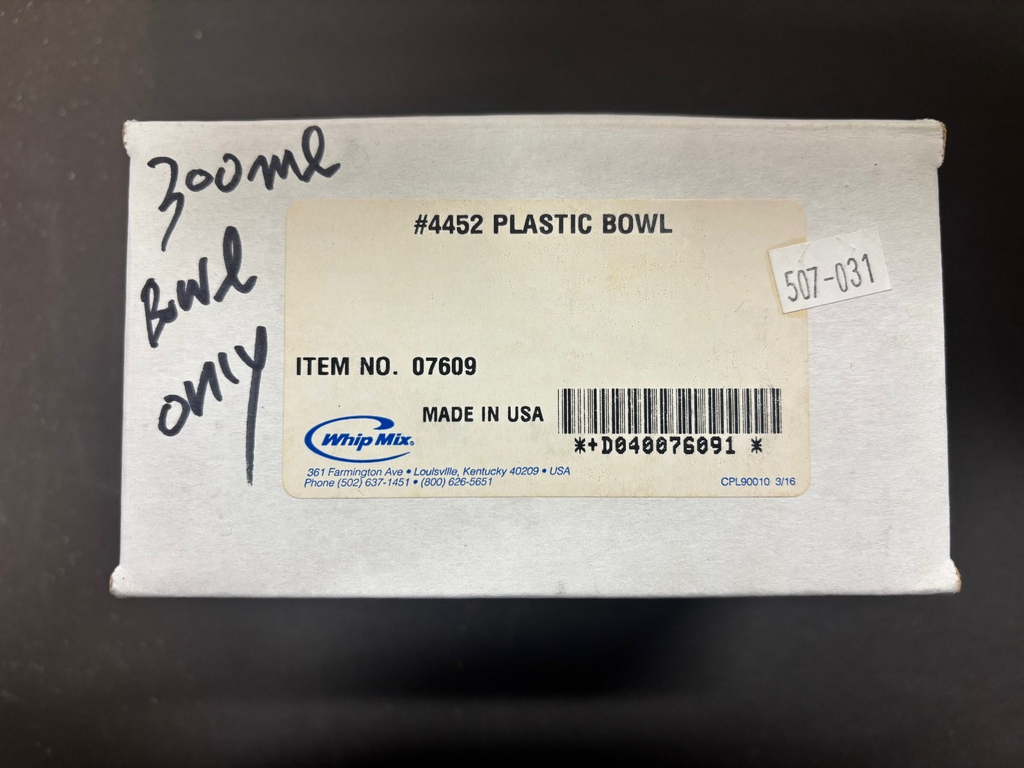 300ml
Bowl
only
#4452 PLASTIC BOWL
507-031
ITEM NO. 07609
MADE IN USA
*+D040076091 *
Whip Mix®
361 Farmington Ave • Louisville, Kentucky 40209 • USA
Phone (502) 637-1451 • (800) 626-5651
CPL90010 3/16